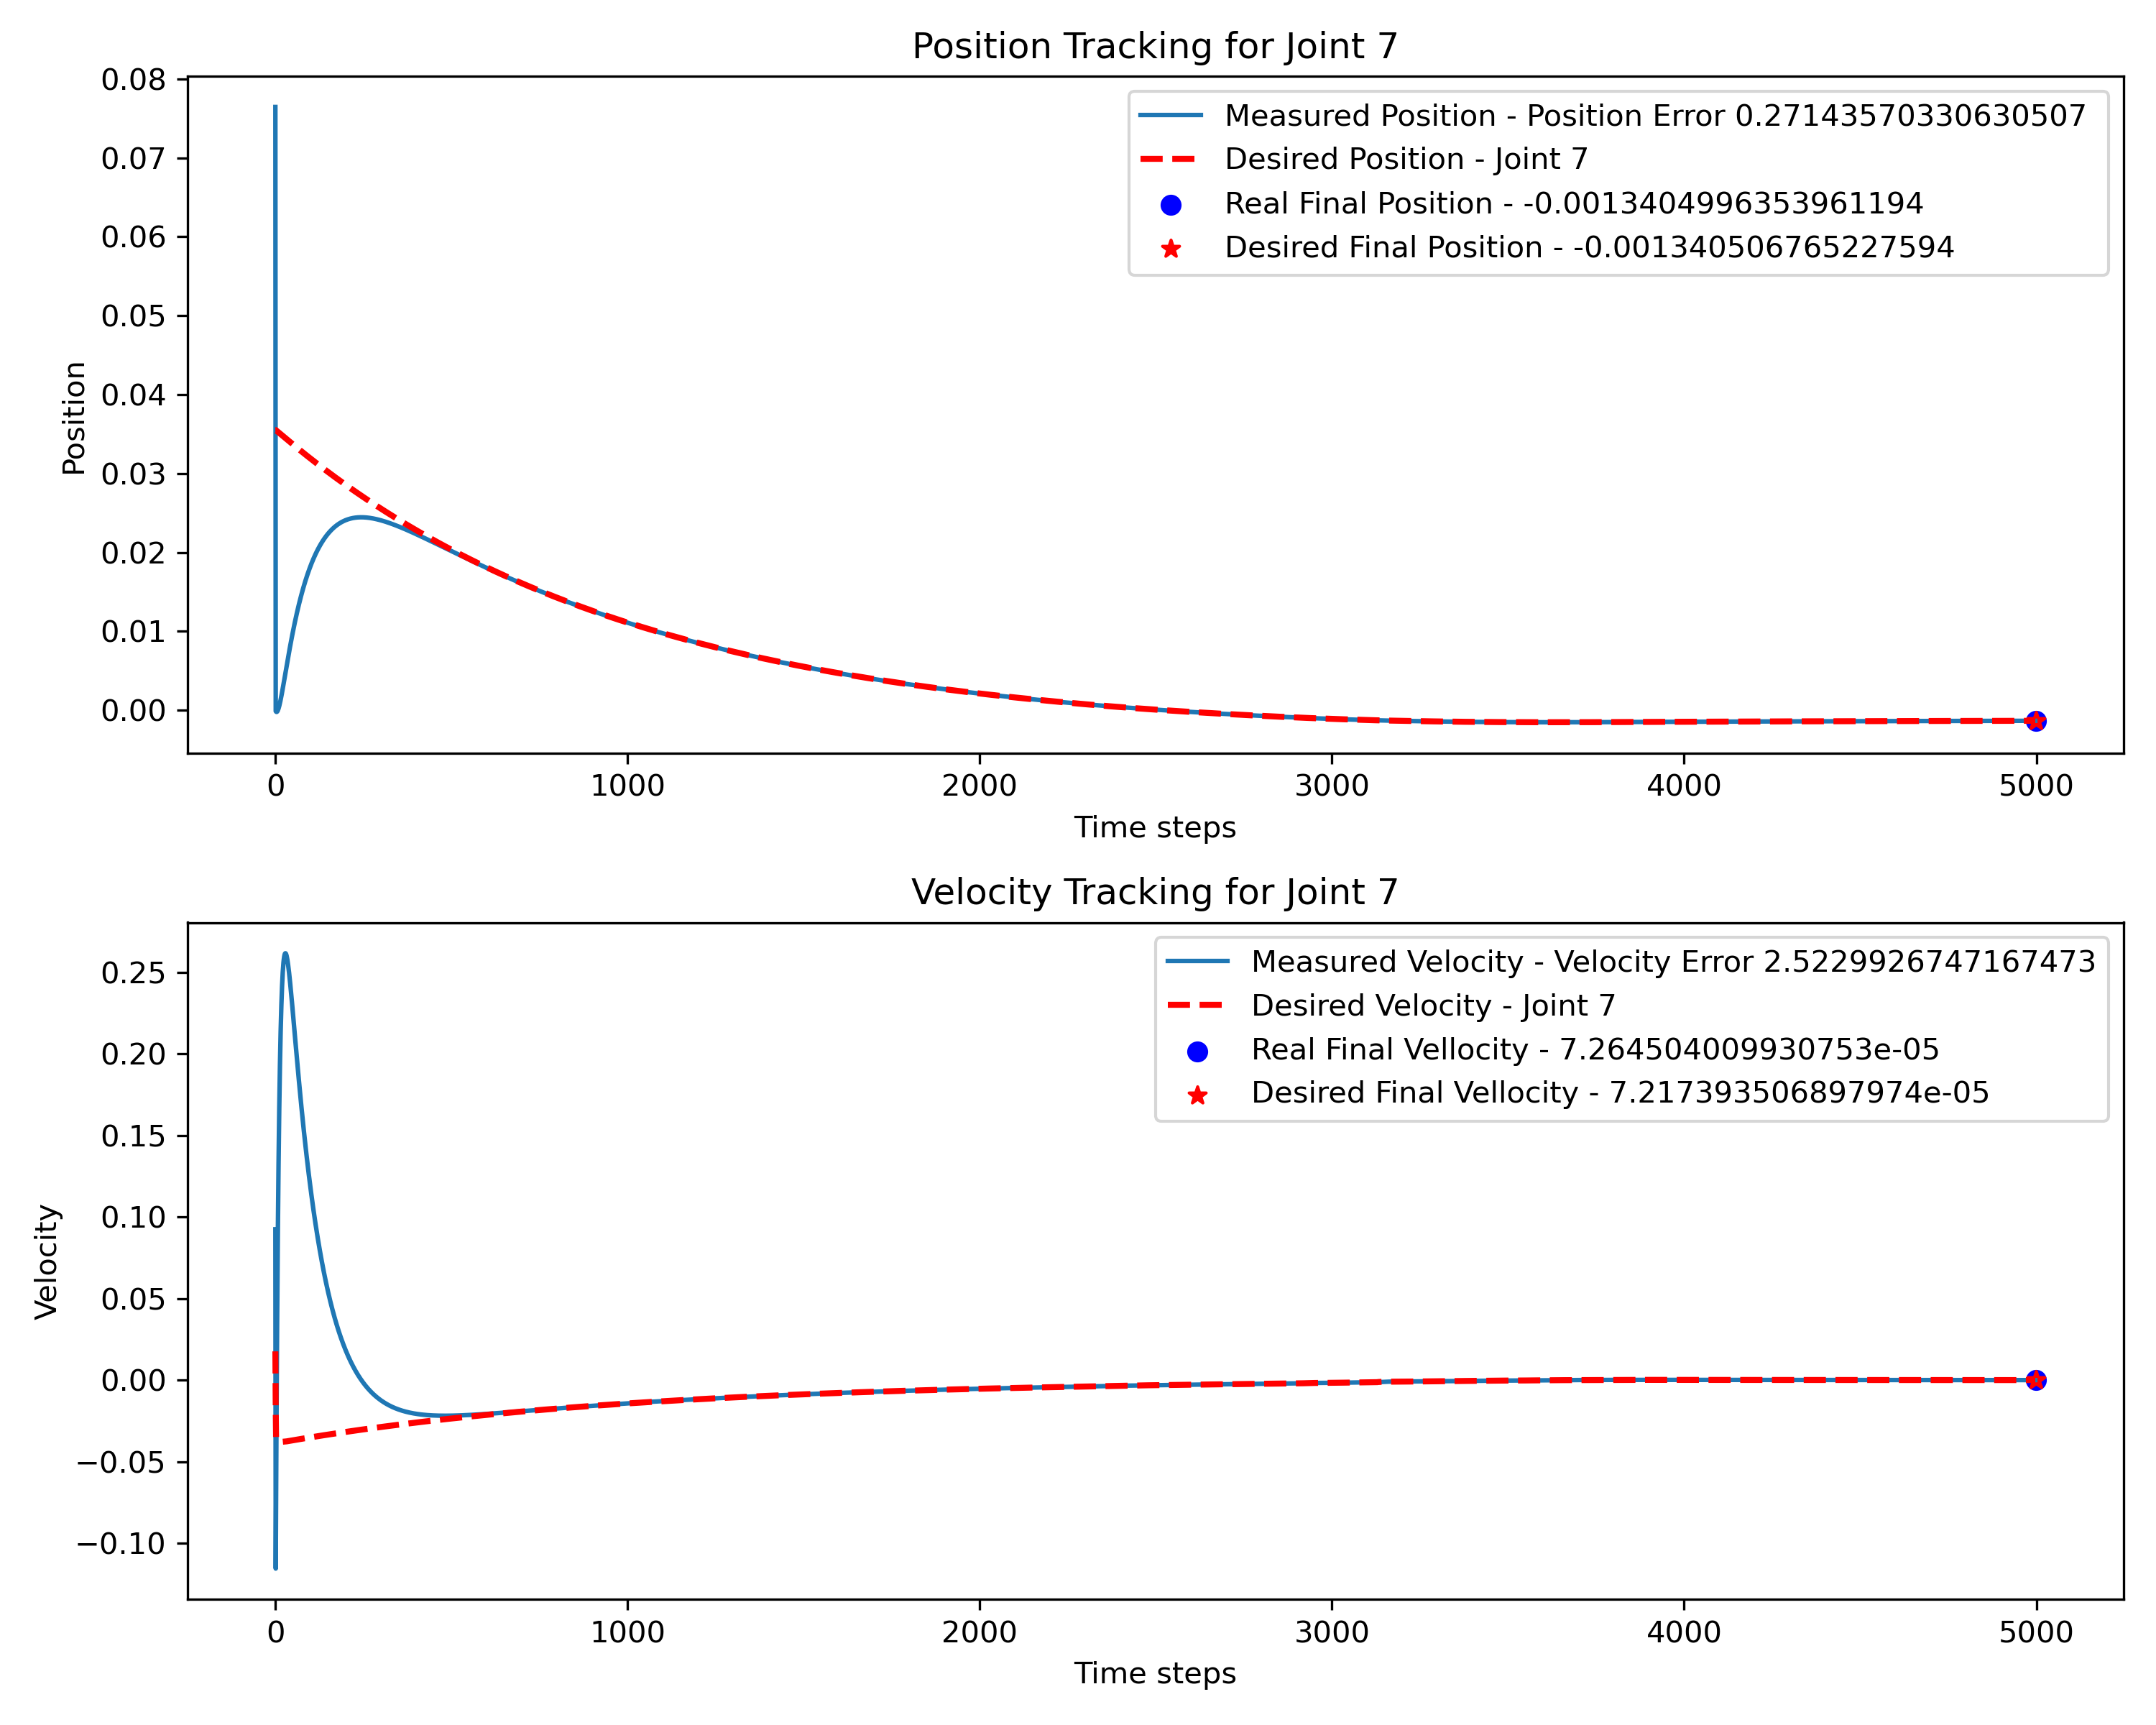 Position Tracking for Joint 7
0.08
0.07
0.06
0.05
0.04
0.03
0.02
0.01
0.00
Position
Measured Position - Position Error 0.27143570330630507
Desired Position - Joint 7
Real Final Position - -0.0013404996353961194
Desired Final Position - -0.001340506765227594
0 1000 2000 3000 4000 5000
Time steps
Velocity Tracking for Joint 7
0.25
0.20
0.15
0.10
0.05
0.00
−0.05
−0.10
Velocity
Measured Velocity - Velocity Error 2.5229926747167473
Desired Velocity - Joint 7
Real Final Vellocity - 7.264504009930753e-05
Desired Final Vellocity - 7.217393506897974e-05
0 1000 2000 3000 4000 5000
Time steps